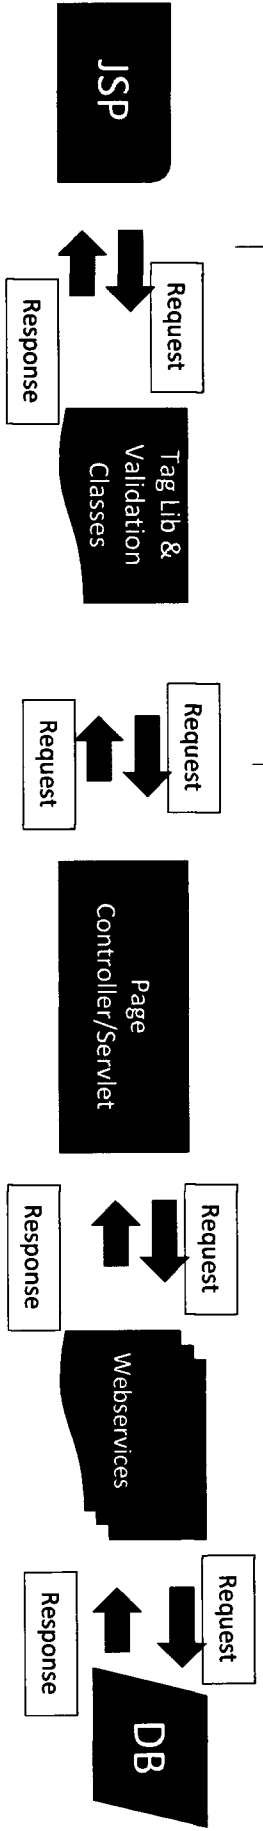 JSP
Request
Response
Tag Lib &
Validation
Classes
Request
Request
Page
Controller/Servlet
Request
Response
Webservices
Request
Response
DB